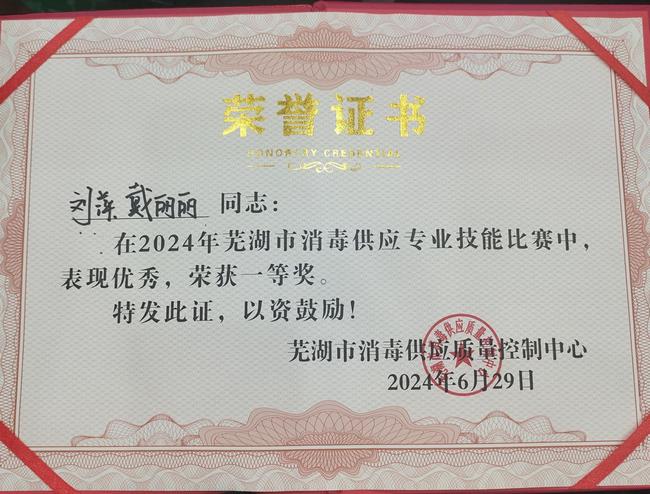 荣誉证书
HONORARY CREDENTIAL
刘萍 戴丽丽 同志：
在2024年芜湖市消毒供应专业技能比赛中，
表现优秀，荣获一等奖。
特发此证，以资鼓励！
芜湖市消毒供应质量控制中心
2024年6月29日